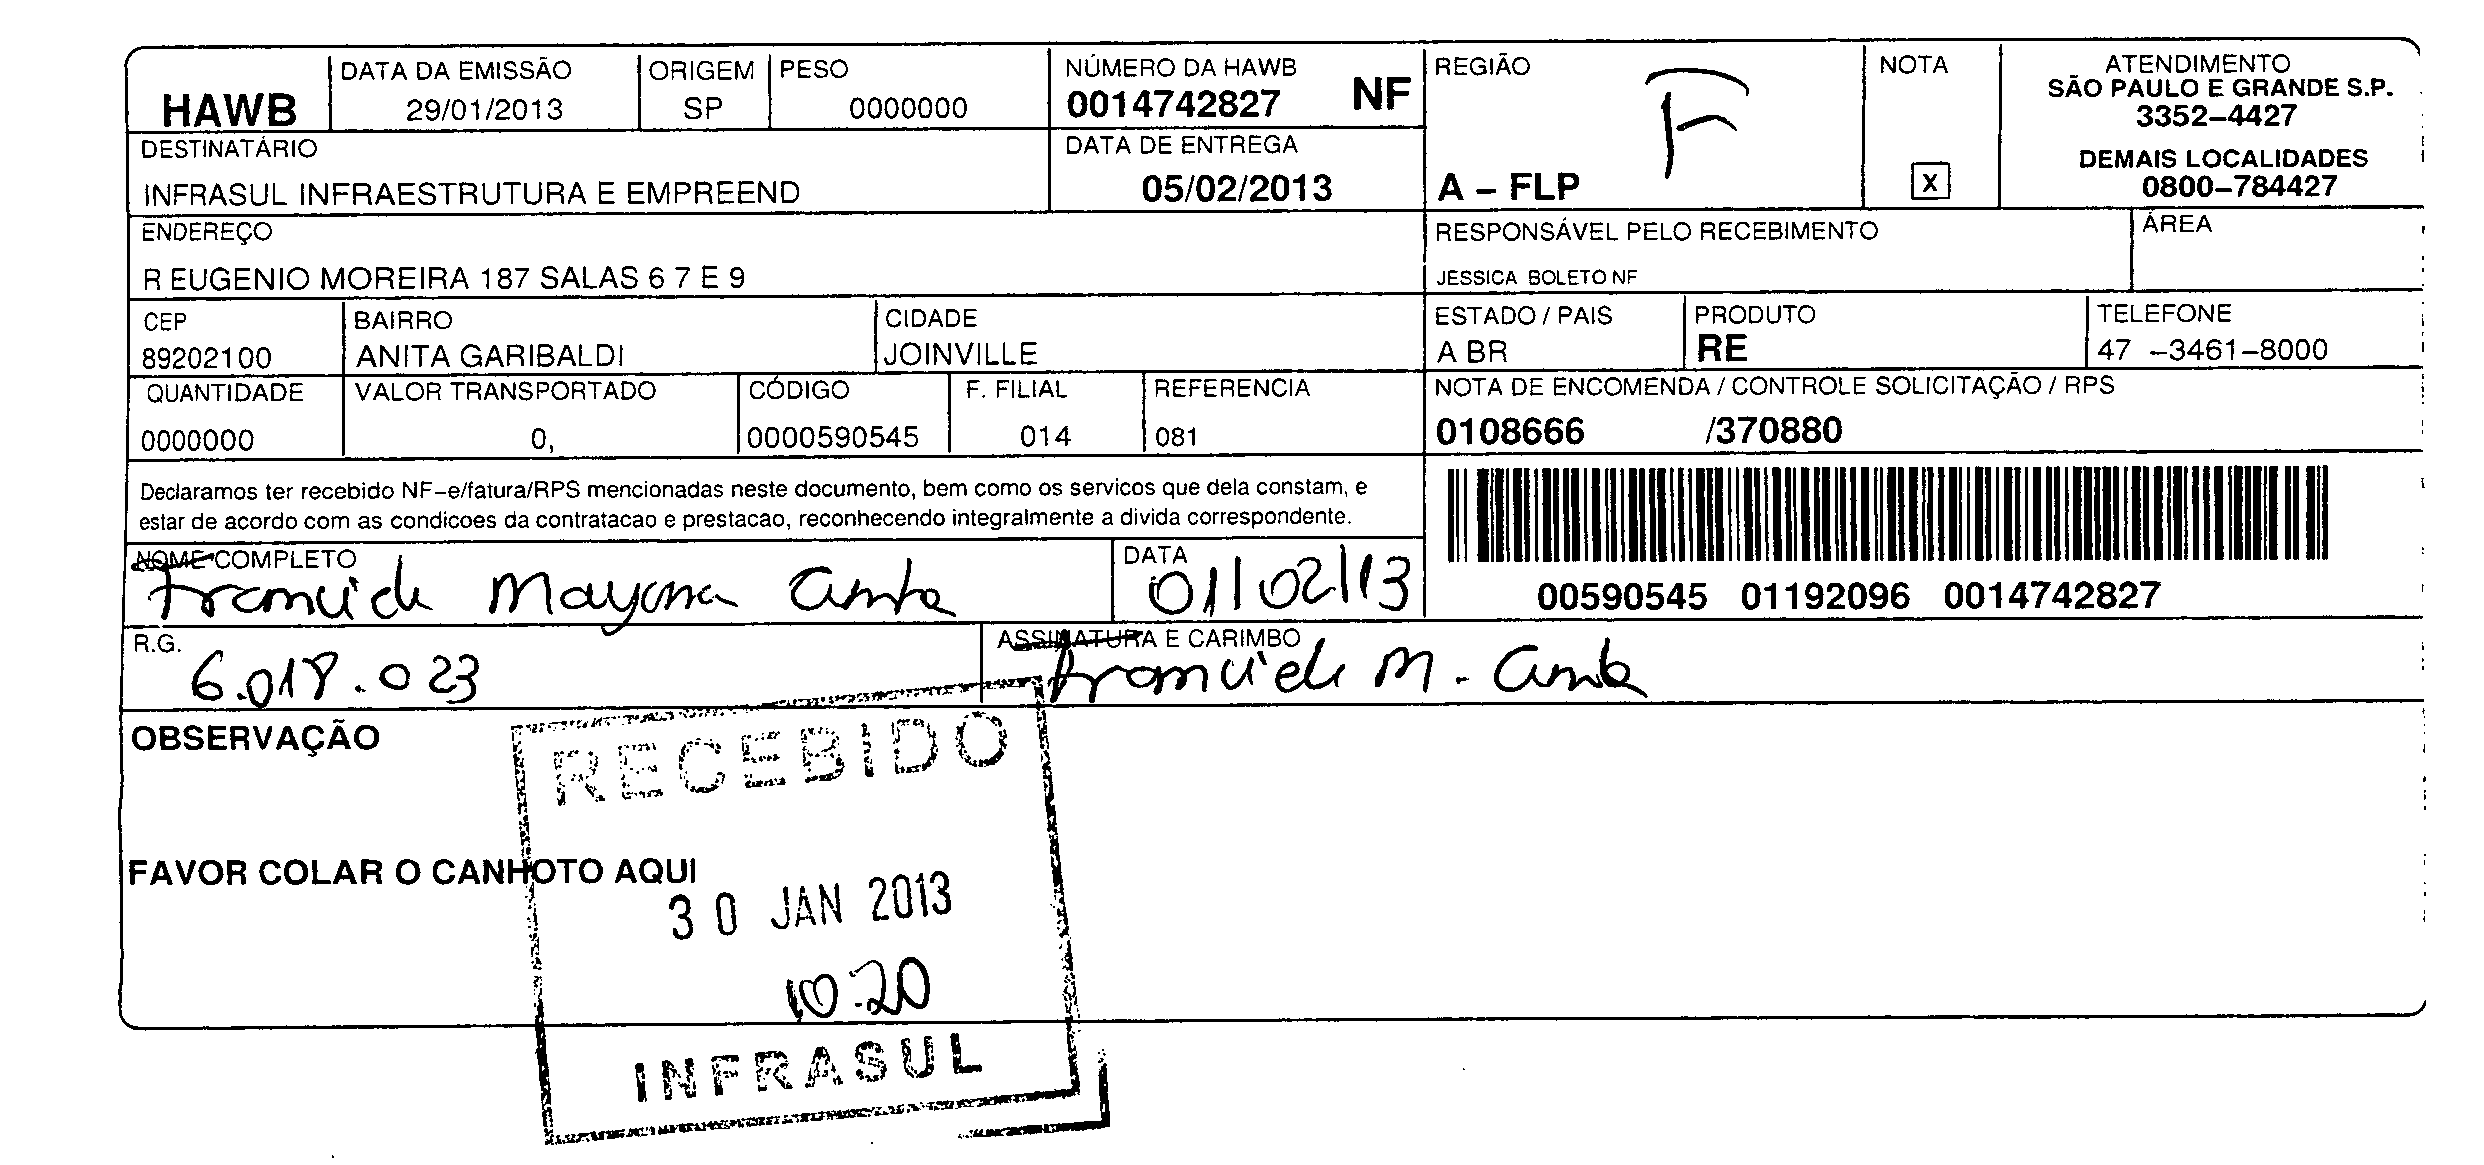 HAWB
DATA DA EMISSÃO
29/01/2013
ORIGEM
SP
PESO
0000000
NÚMERO DA HAWB
0014742827 NF
REGIÃO
F
A – FLP
NOTA
X
ATENDIMENTO
SÃO PAULO E GRANDE S.P.
3352–4427
DEMAIS LOCALIDADES
0800–784427
DESTINATÁRIO
INFRASUL INFRAESTRUTURA E EMPREEND
DATA DE ENTREGA
05/02/2013
ENDEREÇO
R EUGENIO MOREIRA 187 SALAS 6 7 E 9
RESPONSÁVEL PELO RECEBIMENTO
JESSICA BOLETO NF
ÁREA
CEP
89202100
BAIRRO
ANITA GARIBALDI
CIDADE
JOINVILLE
ESTADO / PAIS
A BR
PRODUTO
RE
TELEFONE
47 –3461–8000
QUANTIDADE
0000000
VALOR TRANSPORTADO
0,
CÓDIGO
0000590545
F. FILIAL
014
REFERENCIA
081
NOTA DE ENCOMENDA / CONTROLE SOLICITAÇÃO / RPS
0108666 /370880
Declaramos ter recebido NF–e/fatura/RPS mencionadas neste documento, bem como os servicos que dela constam, e
estar de acordo com as condicoes da contratacao e prestacao, reconhecendo integralmente a divida correspondente.
00590545 01192096 0014742827
NOME COMPLETO
Mayana
DATA
01/02/13
R.G.
6.018.023
ASSINATURA E CARIMBO
M.
OBSERVAÇÃO
RECEBIDO
FAVOR COLAR O CANHOTO AQUI
30 JAN 2013
10:20
INFRASUL